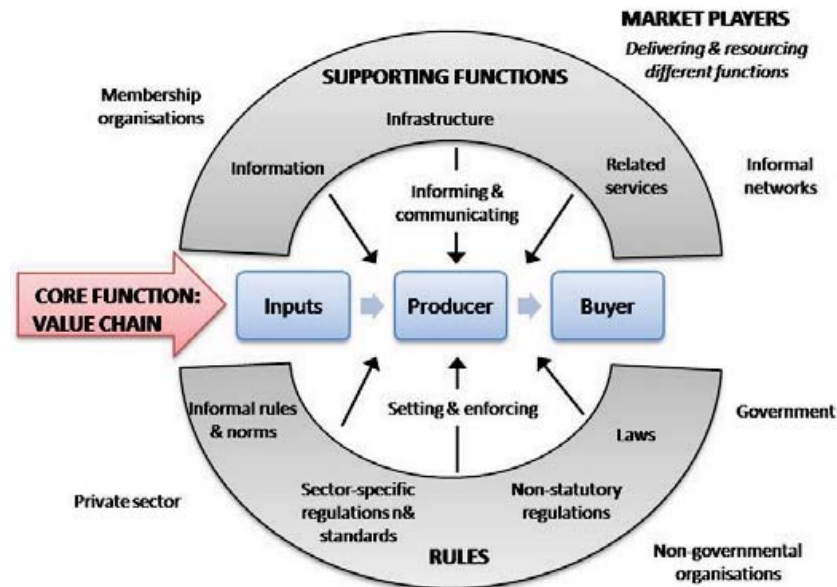 MARKET PLAYERS
Delivering & resourcing
different functions
SUPPORTING FUNCTIONS
Membership
organisations
Infrastructure
Information
Related
services
Informal
networks
Informing &
communicating
CORE FUNCTION:
VALUE CHAIN
Inputs
Producer
Buyer
Informal rules
& norms
Setting & enforcing
Laws
Government
Private sector
Sector-specific
regulations n&
standards
Non-statutory
regulations
RULES
Non-governmental
organisations